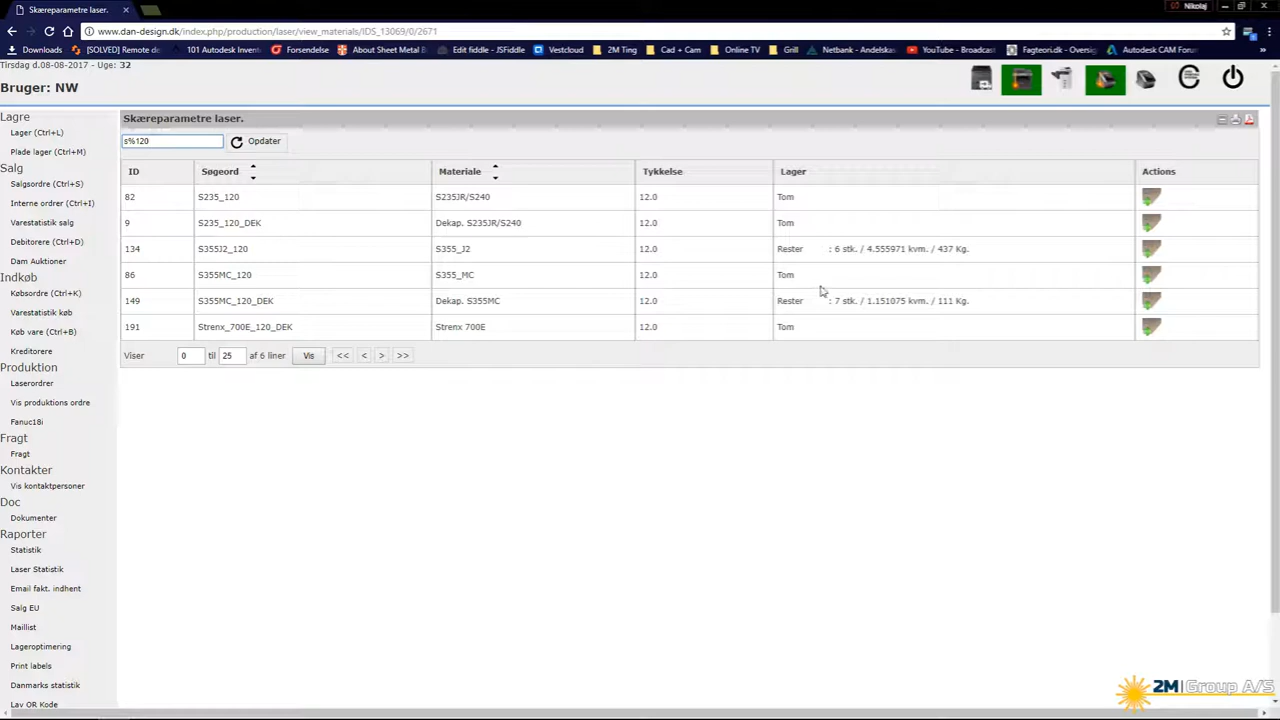 Skæreparametre laser.
Nikolaj
www.dan-design.dk/index.php/production/laser/view_materials/IDS_13069/0/2671
Downloads [SOLVED] Remote de 101 Autodesk Invent Forsendelse About Sheet Metal B Edit fiddle - JSFiddle Vestcloud 2M Ting Cad + Cam Online TV Grill Netbank - Andelskas YouTube - Broadcast Fagteori.dk - Oversig Autodesk CAM Forum
Tirsdag d.08-08-2017 - Uge: 32
Bruger: NW
Lagre
Lager (Ctrl+L)
Plade lager (Ctrl+M)
Salg
Salgsordre (Ctrl+S)
Interne ordrer (Ctrl+I)
Varestatistik salg
Debitorere (Ctrl+D)
Dam Auktioner
Indkøb
Købsordre (Ctrl+K)
Varestatistik køb
Køb vare (Ctrl+B)
Kreditorere
Produktion
Laserordrer
Vis produktions ordre
Fanuc18i
Fragt
Fragt
Kontakter
Vis kontaktpersoner
Doc
Dokumenter
Raporter
Statistik
Laser Statistik
Email fakt. indhent
Salg EU
Maillist
Lageroptimering
Print labels
Danmarks statistik
Lav QR Kode
Skæreparametre laser.
s%120 Opdater
ID Søgeord Materiale Tykkelse Lager Actions
82 S235_120 S235JR/S240 12.0 Tom
9 S235_120_DEK Dekap. S235JR/S240 12.0 Tom
134 S355J2_120 S355_J2 12.0 Rester : 6 stk. / 4.555971 kvm. / 437 Kg.
86 S355MC_120 S355_MC 12.0 Tom
149 S355MC_120_DEK Dekap. S355MC 12.0 Rester : 7 stk. / 1.151075 kvm. / 111 Kg.
191 Strenx_700E_120_DEK Strenx 700E 12.0 Tom
Viser 0 til 25 af 6 liner Vis << < > >>
2M Group A/S